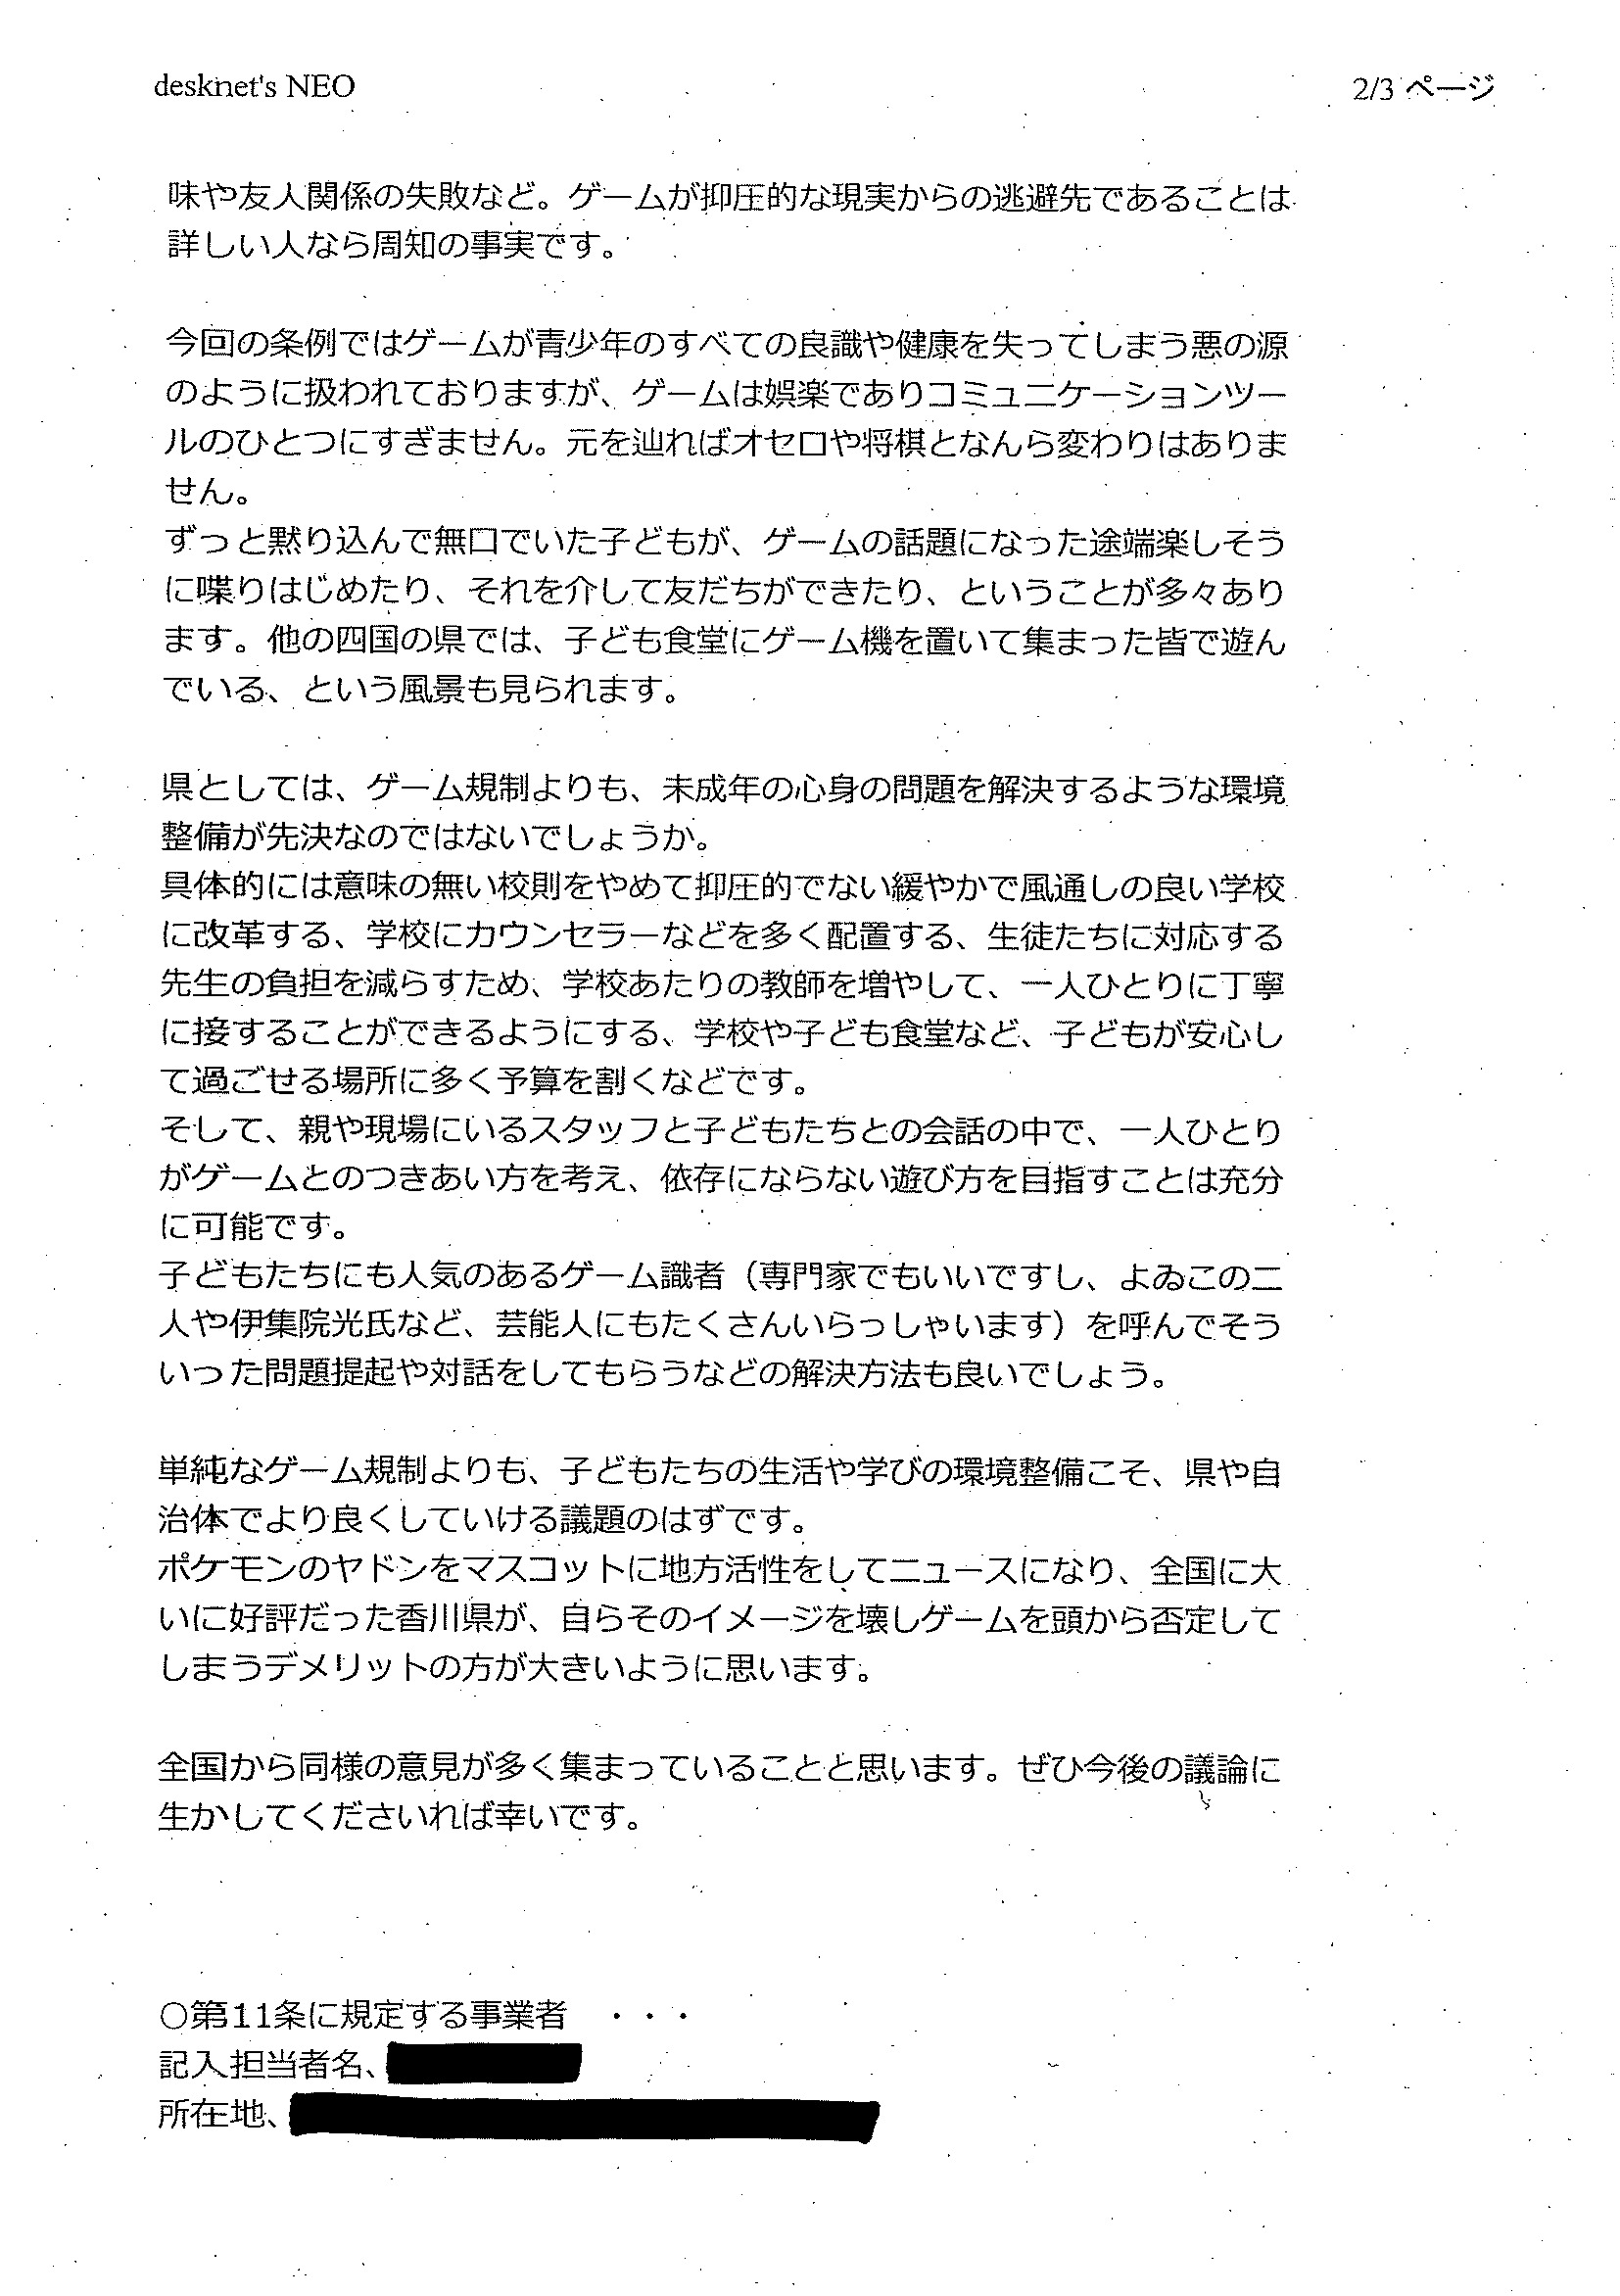 desknet's NEO
2/3 ページ
味や友人関係の失敗など。ゲームが抑圧的な現実からの逃避先であることは
詳しい人なら周知の事実です。
今回の条例ではゲームが青少年のすべての良識や健康を失ってしまう悪の源
のように扱われておりますが、ゲームは娯楽でありコミュニケーションツー
ルのひとつにすぎません。元を辿ればオセロや将棋となんら変わりはありま
せん。
ずっと黙り込んで無口でいた子どもが、ゲームの話題になった途端楽しそう
に喋りはじめたり、それを介して友だちができたり、ということが多々あり
ます。他の四国の県では、子ども食堂にゲーム機を置いて集まった皆で遊ん
でいる、という風景も見られます。
県としては、ゲーム規制よりも、未成年の心身の問題を解決するような環境
整備が先決なのではないでしょうか。
具体的には意味の無い校則をやめて抑圧的でない緩やかで風通しの良い学校
に改革する、学校にカウンセラーなどを多く配置する、生徒たちに対応する
先生の負担を減らすため、学校あたりの教師を増やして、一人ひとりに丁寧
に接することができるようにする、学校や子ども食堂など、子どもが安心し
て過ごせる場所に多く予算を割くなどです。
そして、親や現場にいるスタッフと子どもたちとの会話の中で、一人ひとり
がゲームとのつきあい方を考え、依存にならない遊び方を目指すことは充分
に可能です。
子どもたちにも人気のあるゲーム識者（専門家でもいいですし、よゐこの二
人や伊集院光氏など、芸能人にもたくさんいらっしゃいます）を呼んでそう
いった問題提起や対話をしてもらうなどの解決方法も良いでしょう。
単純なゲーム規制よりも、子どもたちの生活や学びの環境整備こそ、県や自
治体でより良くしていける議題のはずです。
ポケモンのヤドンをマスコットに地方活性をしてニュースになり、全国に大
いに好評だった香川県が、自らそのイメージを壊しゲームを頭から否定して
しまうデメリットの方が大きいように思います。
全国から同様の意見が多く集まっていることと思います。ぜひ今後の議論に
生かしてくださいれば幸いです。
○第11条に規定する事業者　・・・
記入担当者名、
所在地、